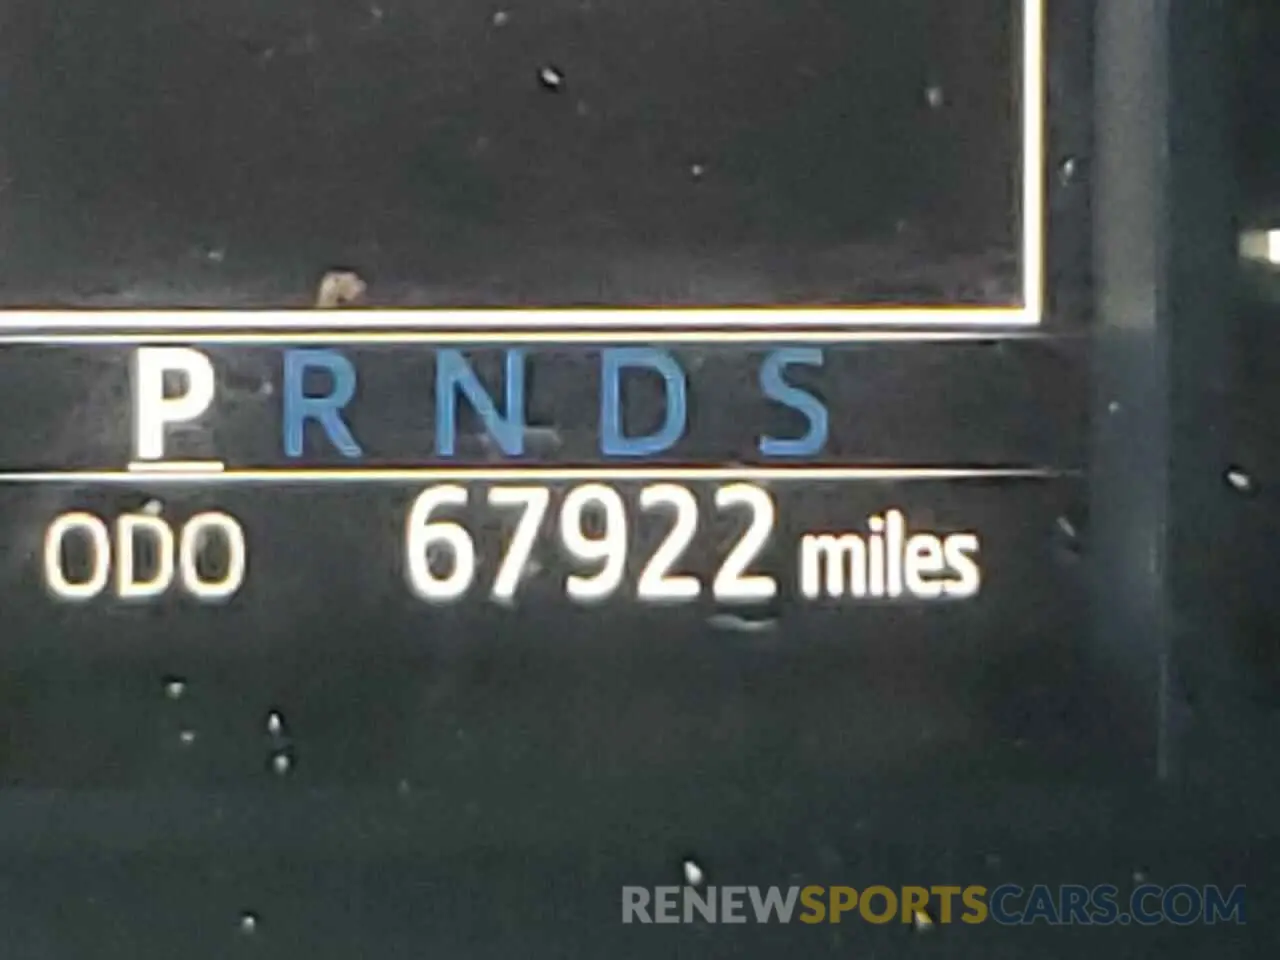 P R N D S
ODO 67922 miles
RENEWSPORTSCARS.COM